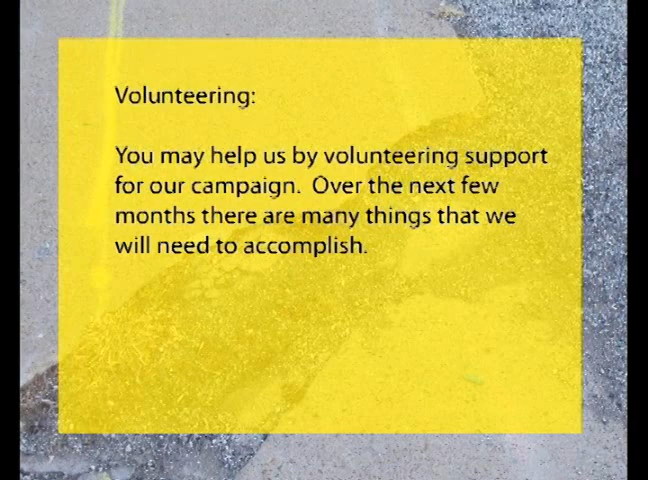 Volunteering:
You may help us by volunteering support
for our campaign.  Over the next few
months there are many things that we
will need to accomplish.